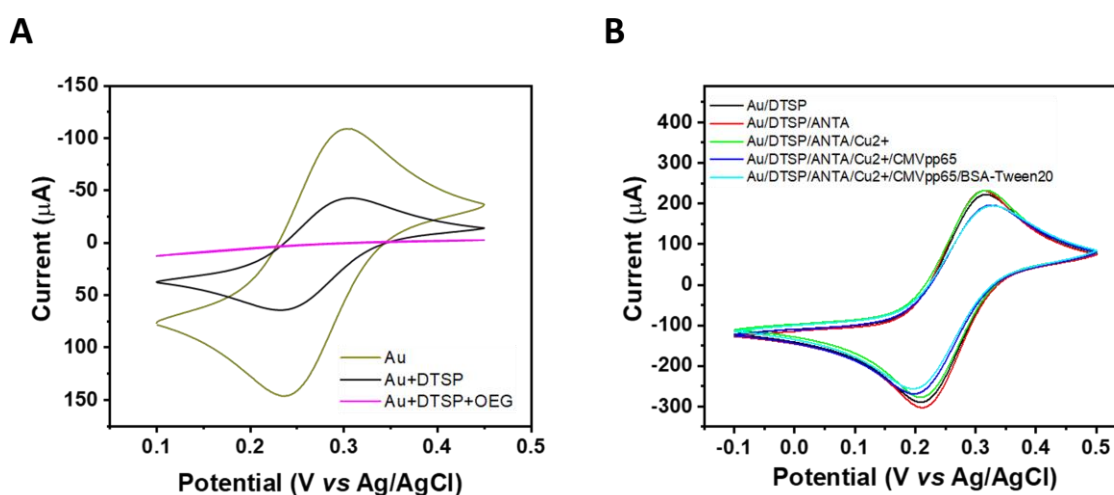 A
-150
-100
-50
0
50
100
150
Current (μA)
0.1 0.2 0.3 0.4 0.5
Potential (V vs Ag/AgCl)
Au
Au+DTSP
Au+DTSP+OEG
B
400
300
200
100
0
-100
-200
-300
Current (μA)
-0.1 0.0 0.1 0.2 0.3 0.4 0.5
Potential (V vs Ag/AgCl)
Au/DTSP
Au/DTSP/ANTA
Au/DTSP/ANTA/Cu2+
Au/DTSP/ANTA/Cu2+/CMVpp65
Au/DTSP/ANTA/Cu2+/CMVpp65/BSA-Tween20